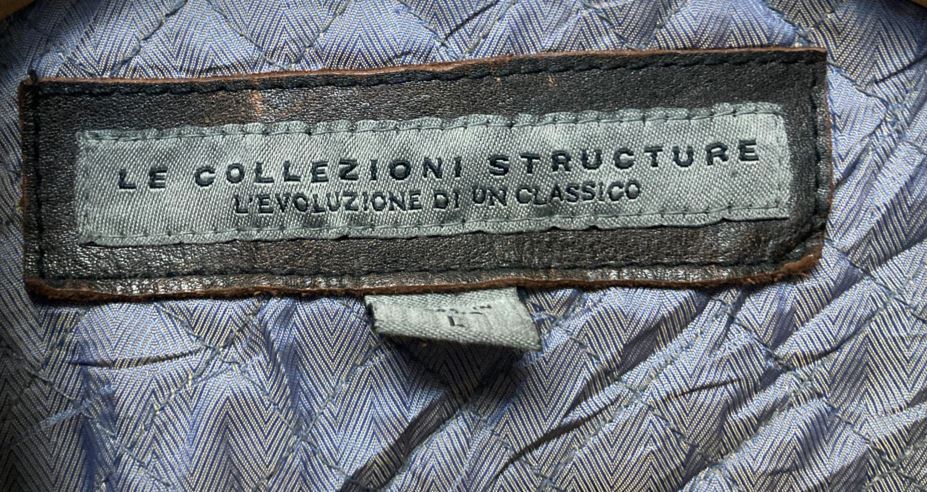 LE COLLEZIONI STRUCTURE
L'EVOLUZIONE DI UN CLASSICO
L